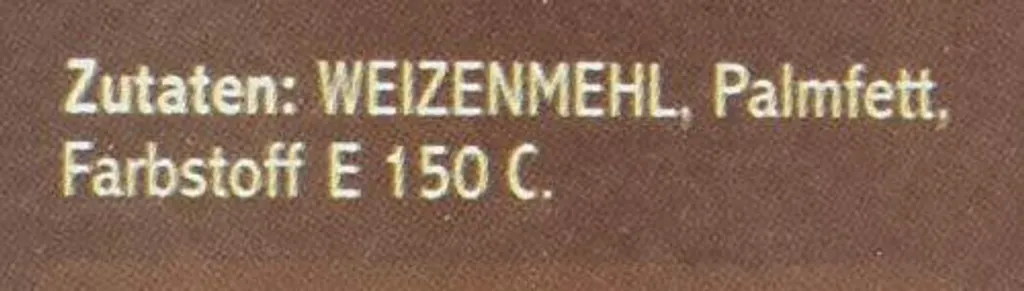 Zutaten: WEIZENMEHL, Palmfett,
Farbstoff E 150 C.